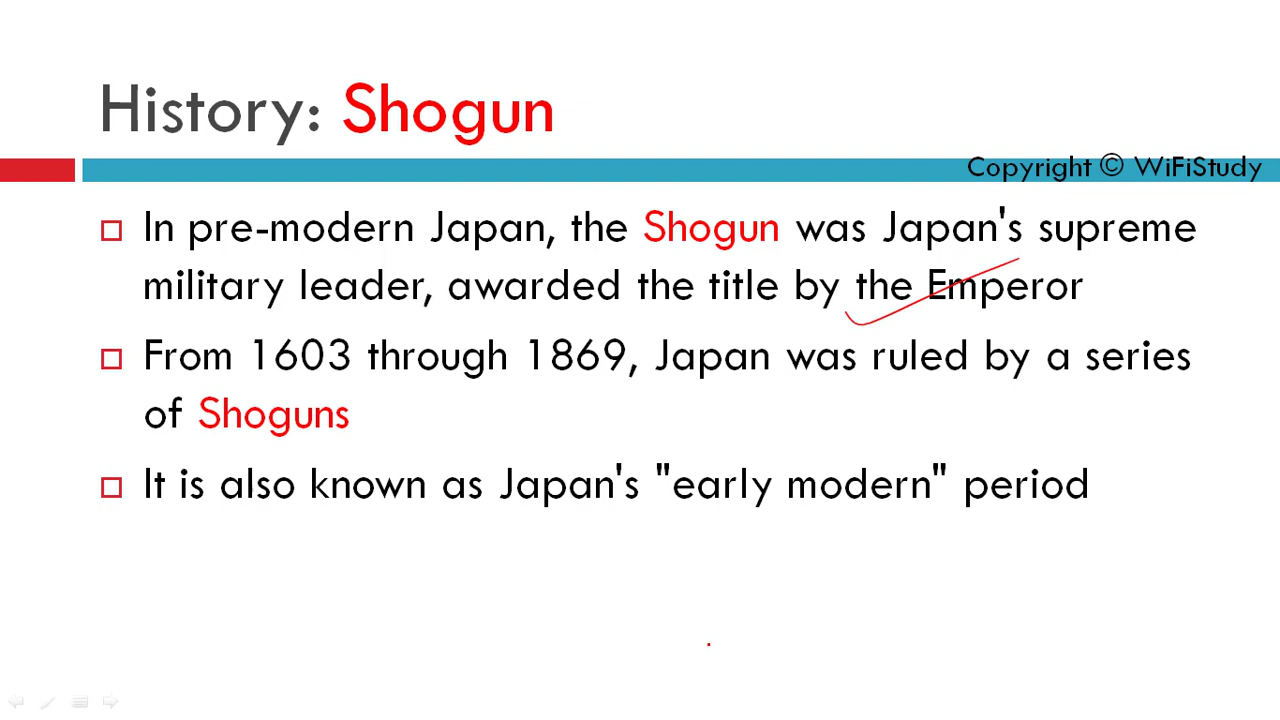 History: Shogun
Copyright © WiFiStudy
In pre-modern Japan, the Shogun was Japan's supreme
military leader, awarded the title by the Emperor
From 1603 through 1869, Japan was ruled by a series
of Shoguns
It is also known as Japan's "early modern" period